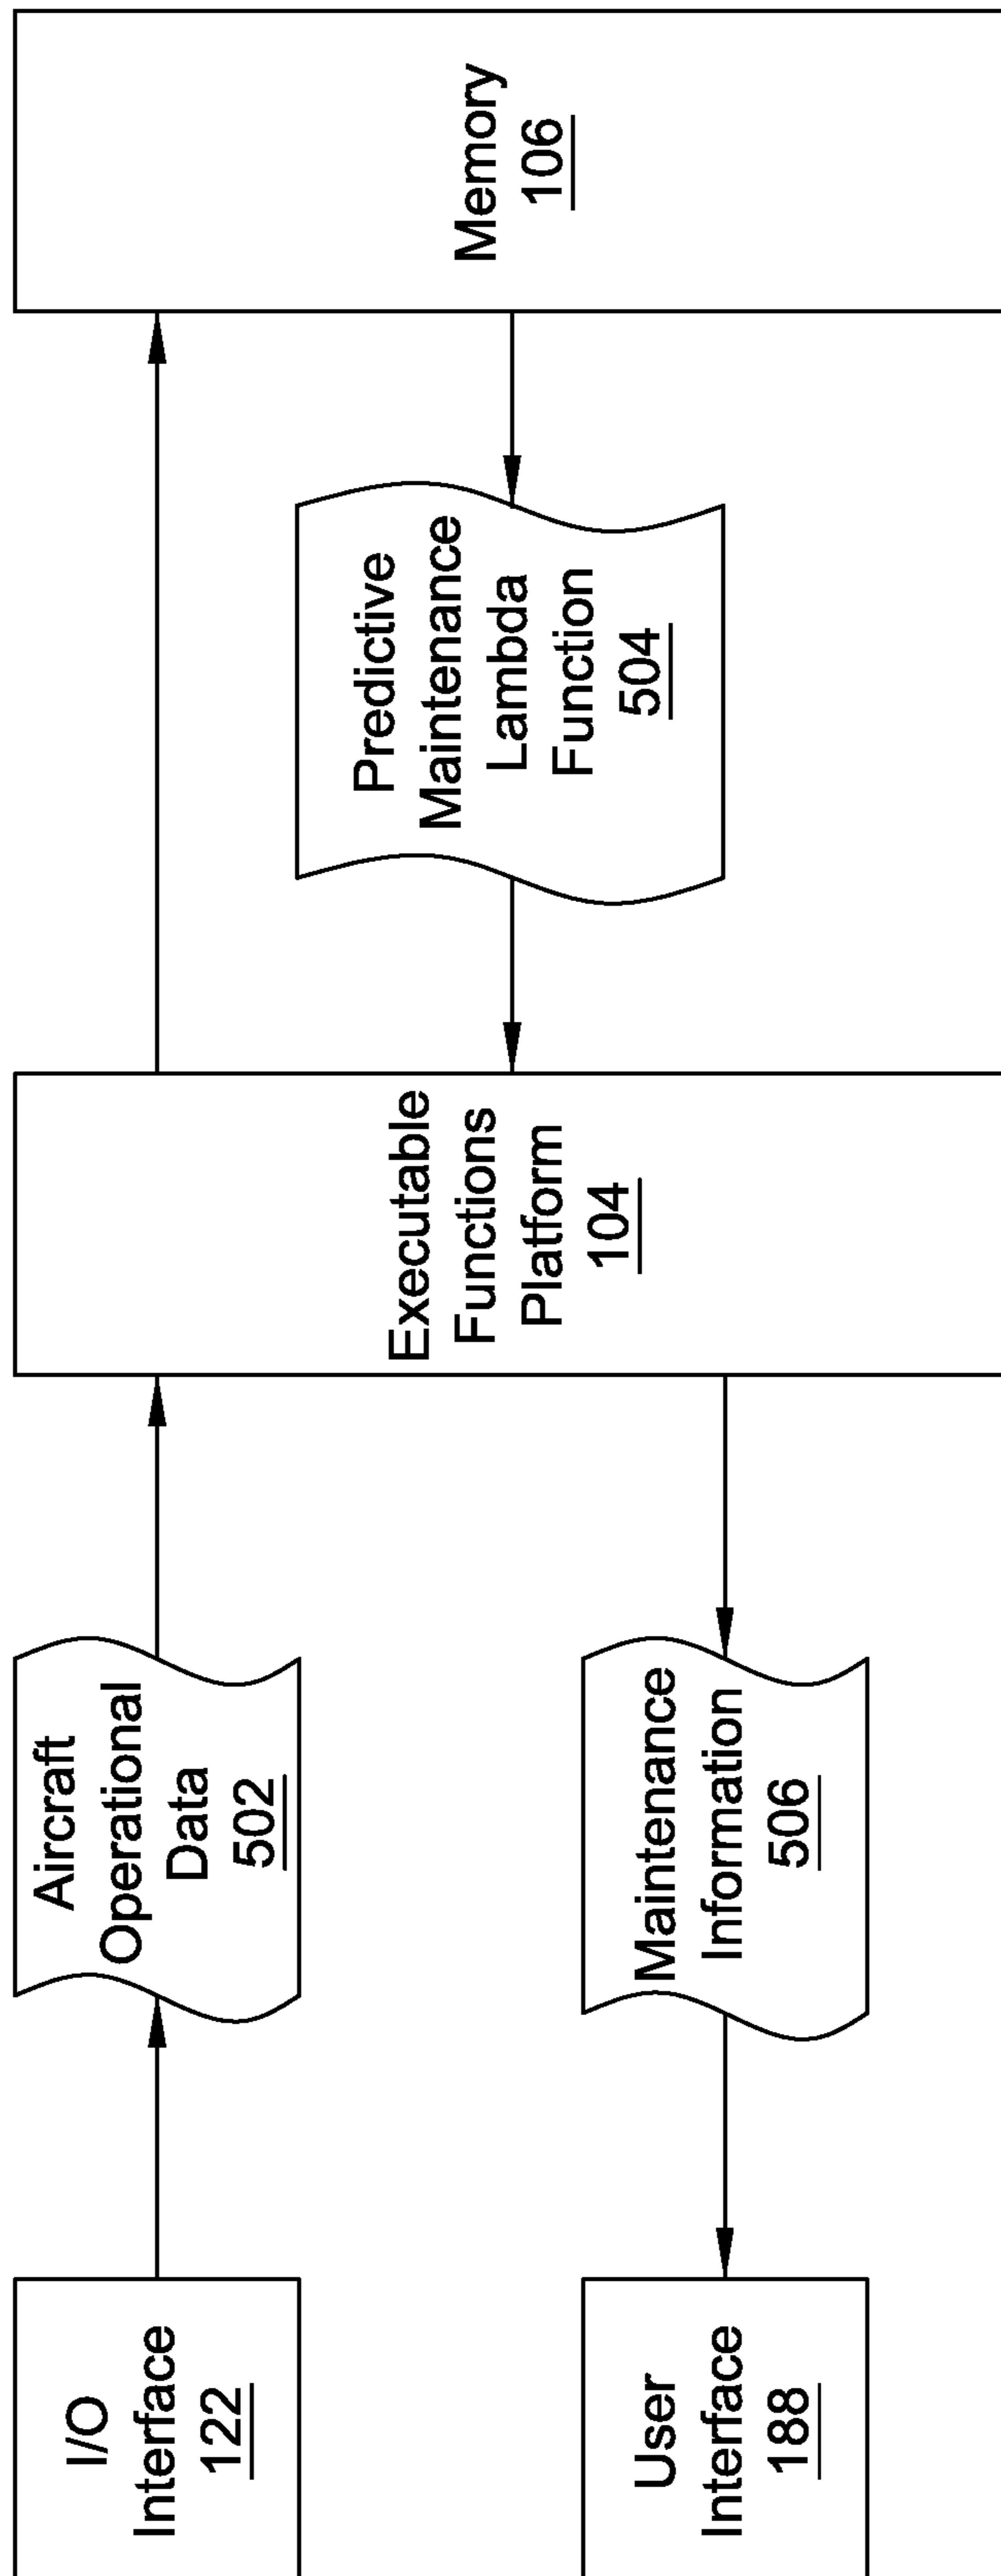 I/O
Interface
122
Aircraft
Operational
Data
502
Executable
Functions
Platform
104
Predictive
Maintenance
Lambda
Function
504
Memory
106
User
Interface
188
Maintenance
Information
506